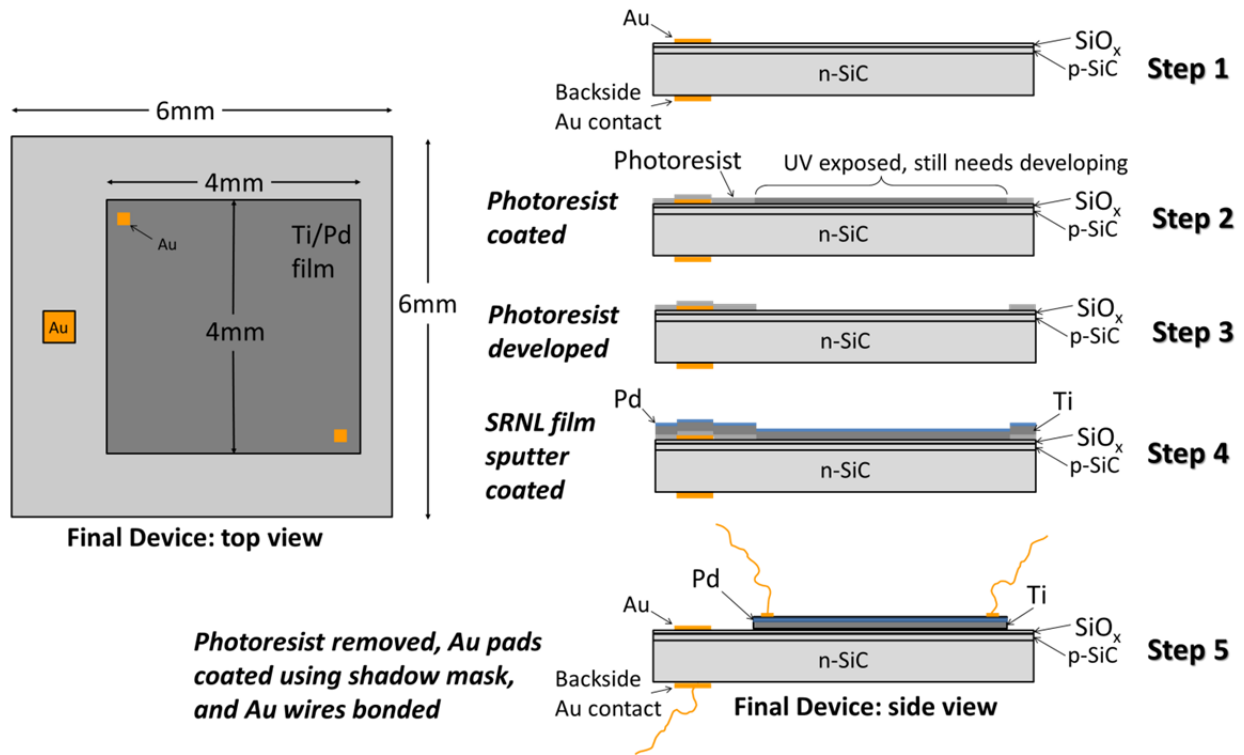 6mm
4mm
Au
Ti/Pd
film
Au
4mm
6mm
Final Device: top view
Au
SiOₓ
p-SiC
n-SiC
Backside
Au contact
Step 1
Photoresist
UV exposed, still needs developing
Photoresist
coated
SiOₓ
p-SiC
n-SiC
Step 2
Photoresist
developed
SiOₓ
p-SiC
n-SiC
Step 3
Pd
Ti
SRNL film
sputter
coated
SiOₓ
p-SiC
n-SiC
Step 4
Pd
Ti
Au
SiOₓ
p-SiC
n-SiC
Step 5
Photoresist removed, Au pads
coated using shadow mask,
and Au wires bonded
Backside
Au contact
Final Device: side view